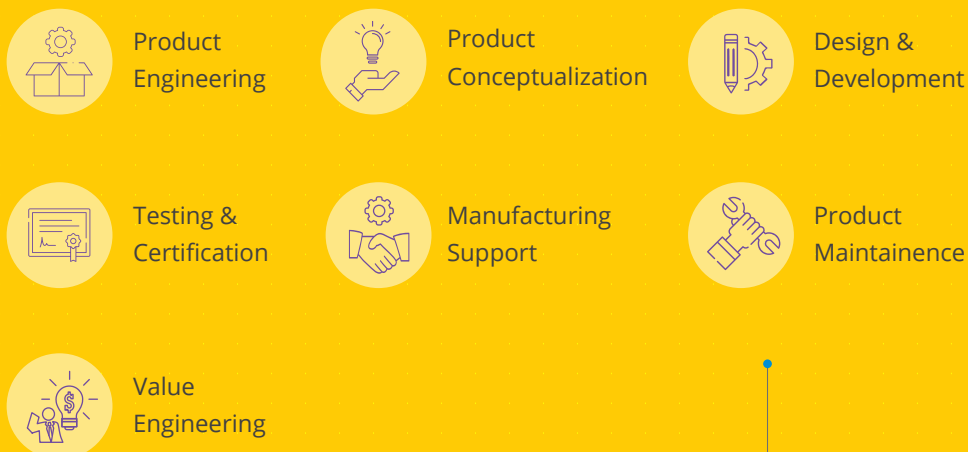 Product
Engineering
Product
Conceptualization
Design &
Development
Testing &
Certification
Manufacturing
Support
Product
Maintainence
Value
Engineering